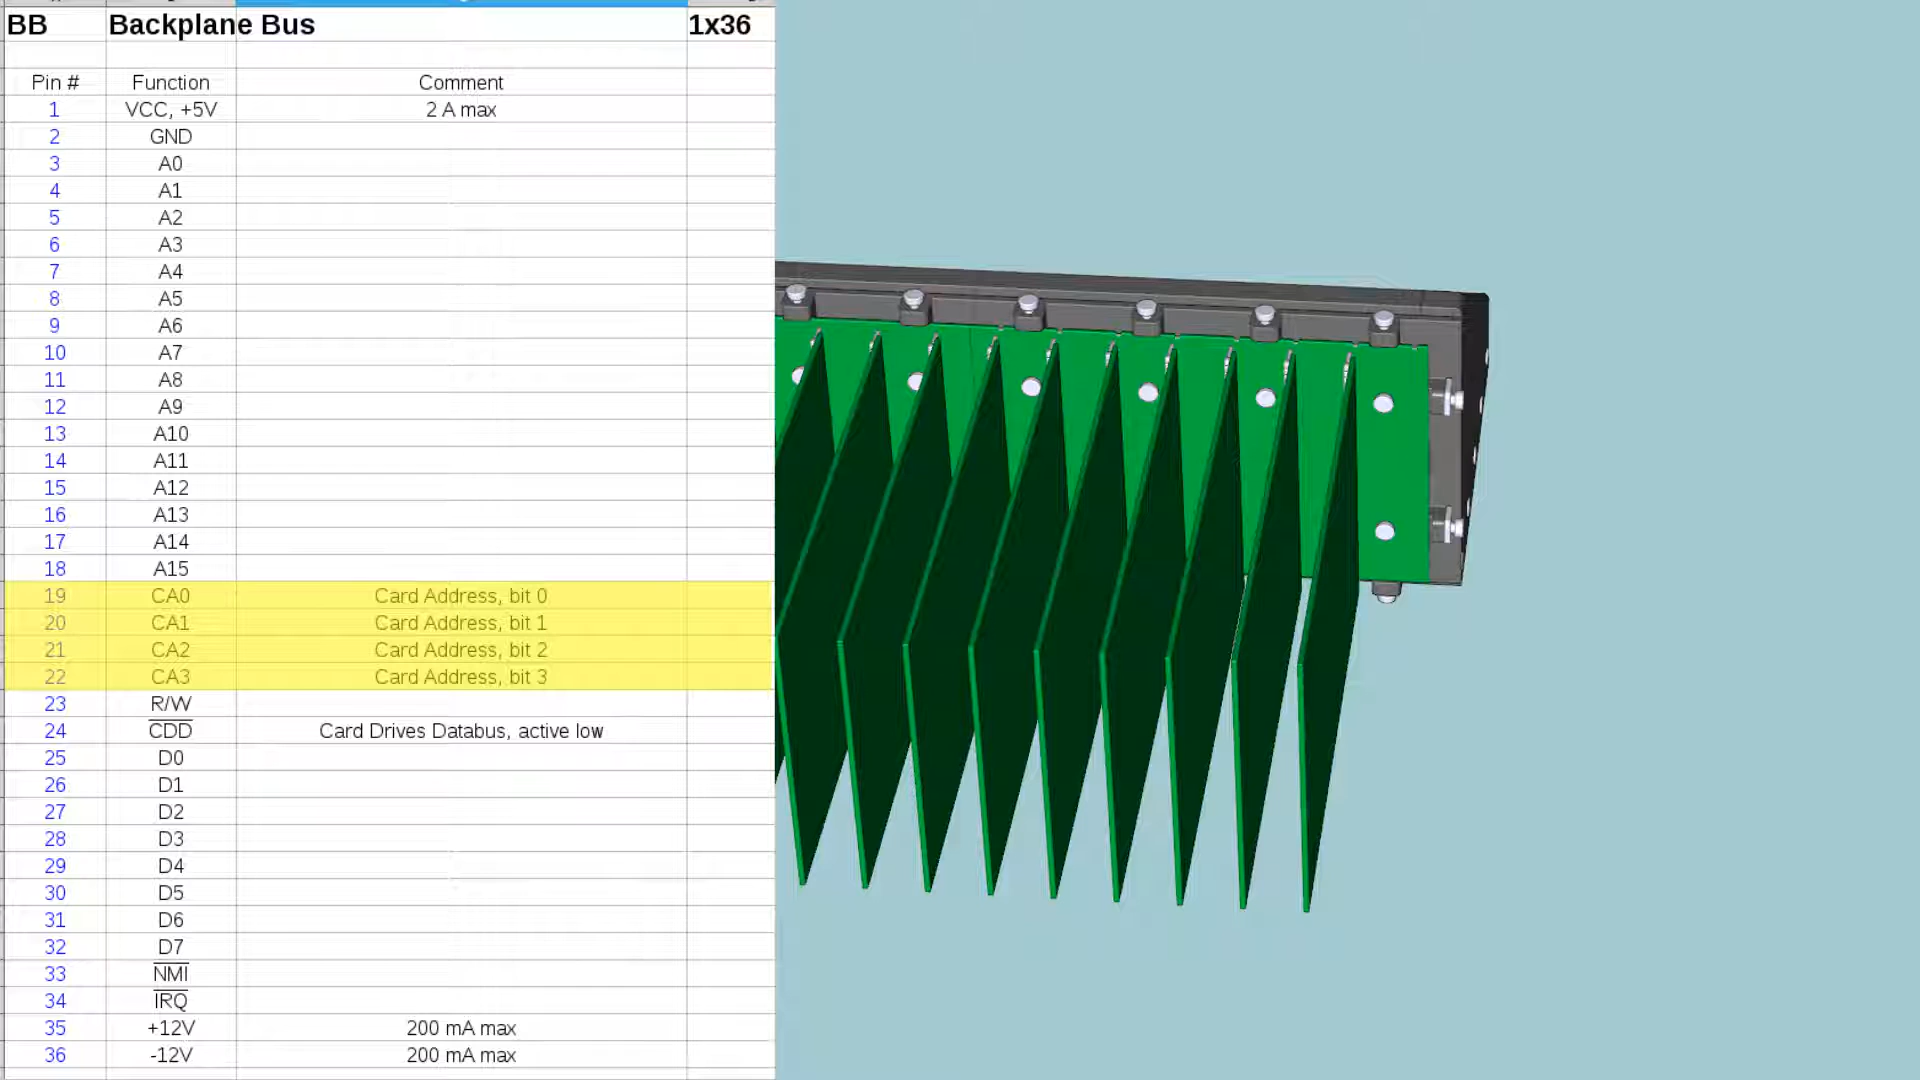 BB Backplane Bus 1x36
Pin # Function Comment
1 VCC, +5V 2 A max
2 GND
3 A0
4 A1
5 A2
6 A3
7 A4
8 A5
9 A6
10 A7
11 A8
12 A9
13 A10
14 A11
15 A12
16 A13
17 A14
18 A15
19 CA0 Card Address, bit 0
20 CA1 Card Address, bit 1
21 CA2 Card Address, bit 2
22 CA3 Card Address, bit 3
23 R/W
24 C̅D̅D̅ Card Drives Databus, active low
25 D0
26 D1
27 D2
28 D3
29 D4
30 D5
31 D6
32 D7
33 N̅M̅I̅
34 I̅R̅Q̅
35 +12V 200 mA max
36 -12V 200 mA max